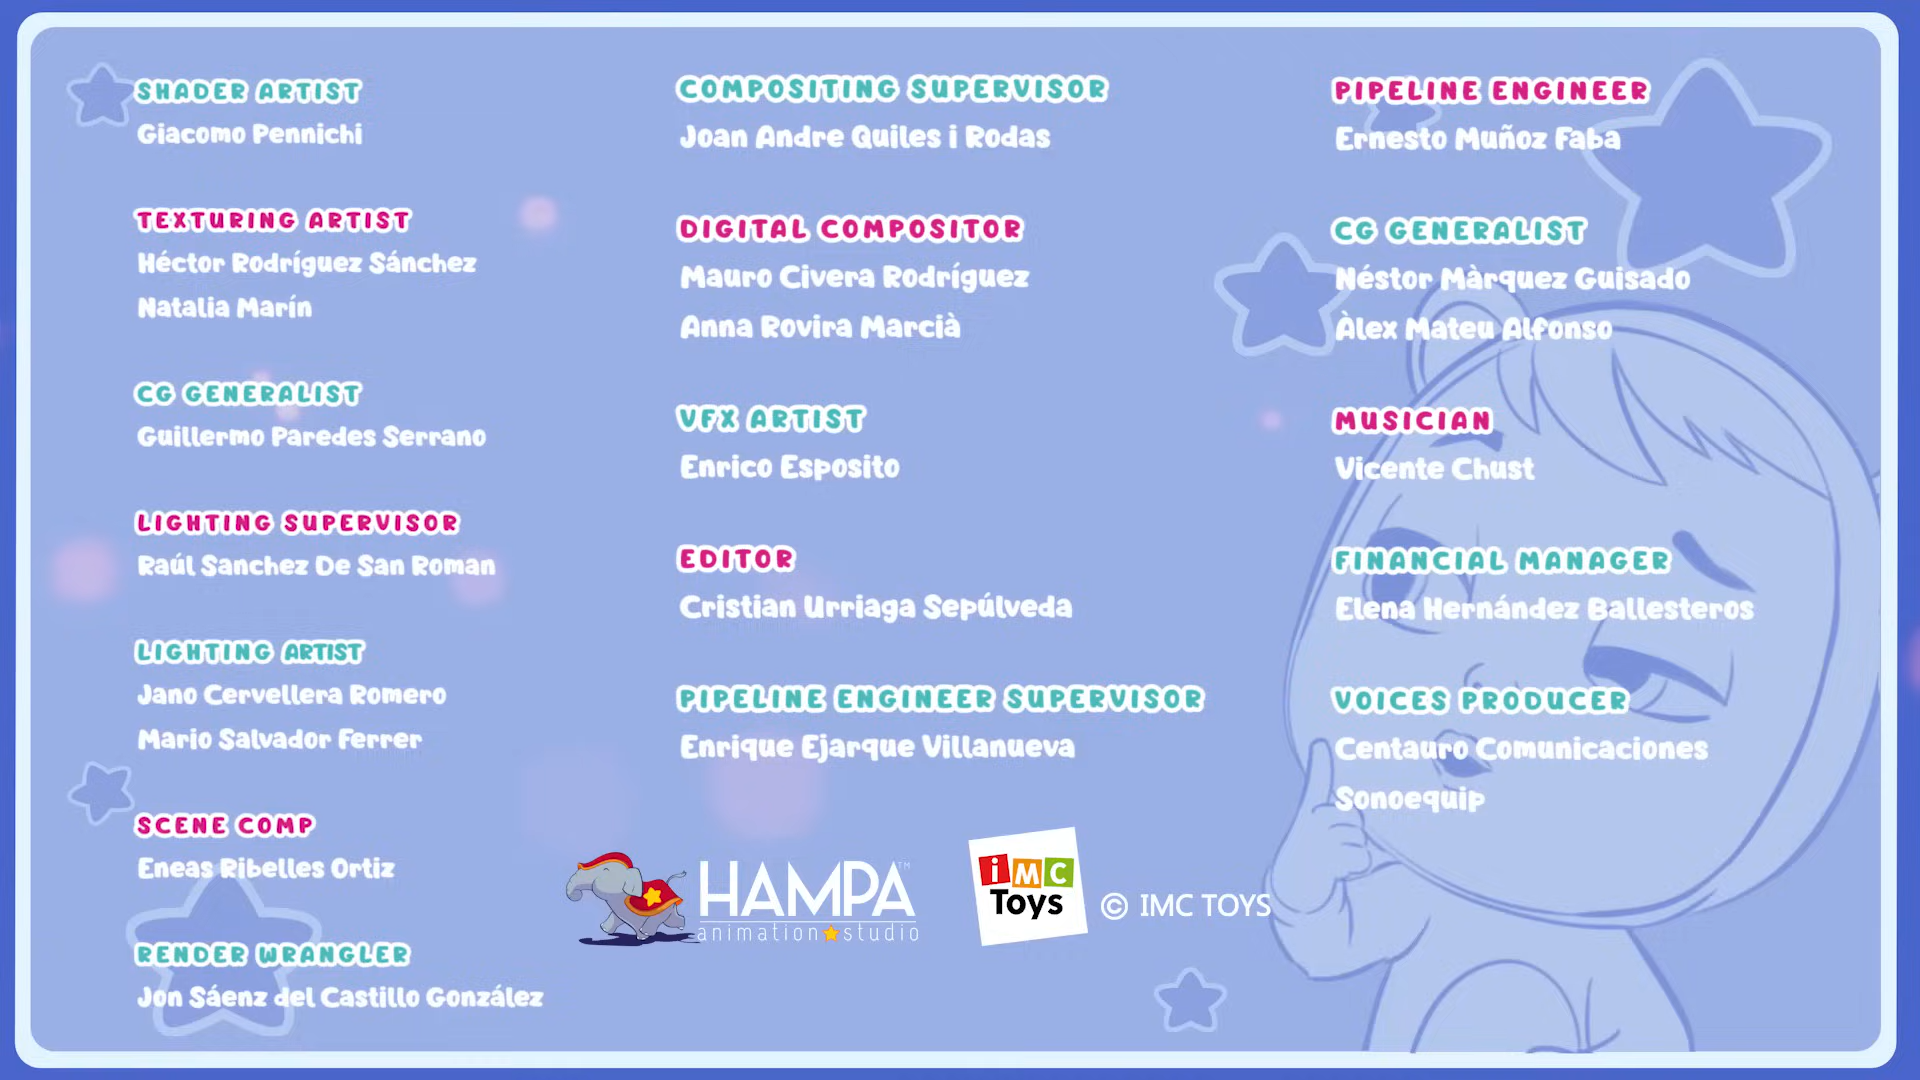 SHADER ARTIST
Giacomo Pennichi
TEXTURING ARTIST
Héctor Rodríguez Sánchez
Natalia Marín
CG GENERALIST
Guillermo Paredes Serrano
LIGHTING SUPERVISOR
Raúl Sanchez De San Roman
LIGHTING ARTIST
Jano Cervellera Romero
Mario Salvador Ferrer
SCENE COMP
Eneas Ribelles Ortiz
RENDER WRANGLER
Jon Sáenz del Castillo González
COMPOSITING SUPERVISOR
Joan Andre Quiles i Rodas
DIGITAL COMPOSITOR
Mauro Civera Rodríguez
Anna Rovira Marcià
VFX ARTIST
Enrico Esposito
EDITOR
Cristian Urriaga Sepúlveda
PIPELINE ENGINEER SUPERVISOR
Enrique Ejarque Villanueva
PIPELINE ENGINEER
Ernesto Muñoz Faba
CG GENERALIST
Néstor Màrquez Guisado
Àlex Mateu Alfonso
MUSICIAN
Vicente Chust
FINANCIAL MANAGER
Elena Hernández Ballesteros
VOICES PRODUCER
Centauro Comunicaciones
Sonoequip
HAMPA™
animation studio
iMC
Toys
© IMC TOYS